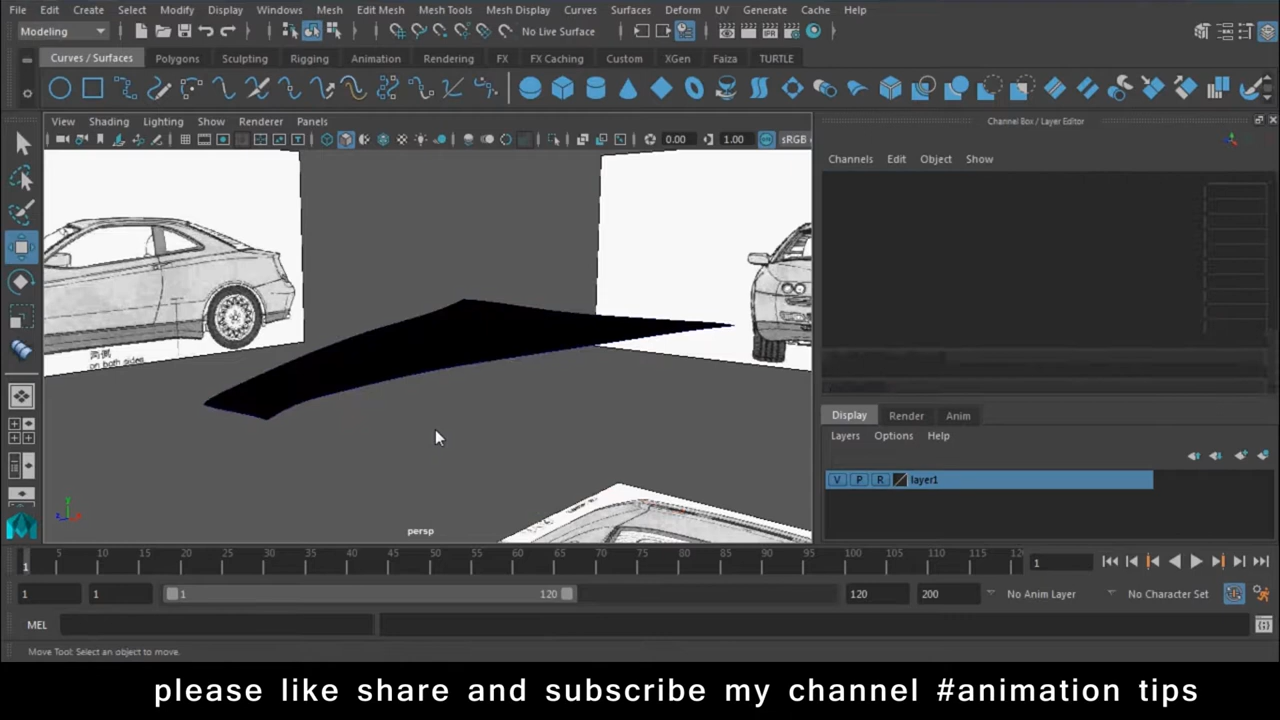 File Edit Create Select Modify Display Windows Mesh Edit Mesh Mesh Tools Mesh Display Curves Surfaces Deform UV Generate Cache Help
Modeling No Live Surface
Curves / Surfaces Polygons Sculpting Rigging Animation Rendering FX FX Caching Custom XGen Faiza TURTLE
View Shading Lighting Show Renderer Panels
Channel Box / Layer Editor
0.00 1.00 sRGB
Channels Edit Object Show
両側
on both sides
persp
Display Render Anim
Layers Options Help
V P R layer1
5 10 15 20 25 30 35 40 45 50 55 60 65 70 75 80 85 90 95 100 105 110 115 12
1 1
1 1 1 120 120 200 No Anim Layer No Character Set
MEL
Move Tool: Select an object to move.
please like share and subscribe my channel #animation tips